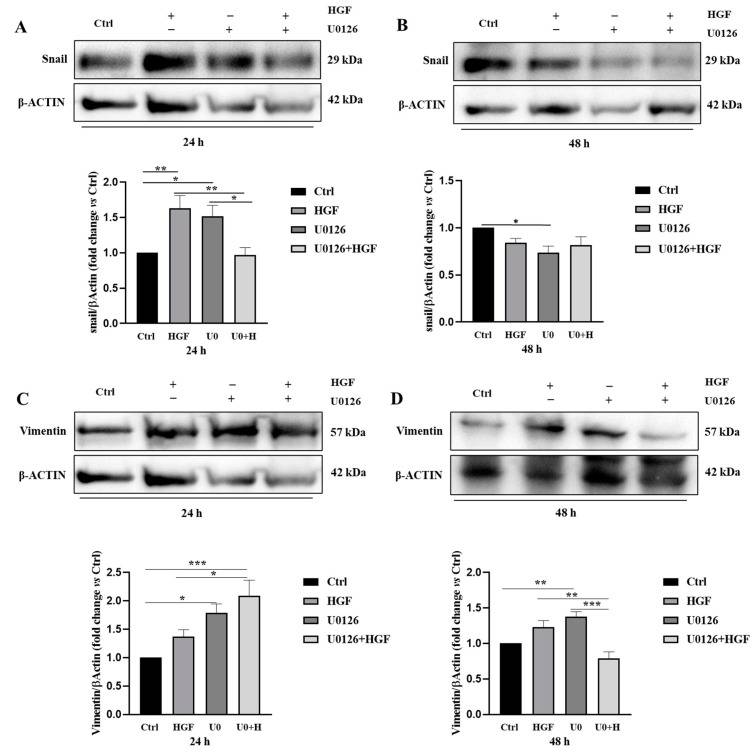 A
Ctrl + – + HGF
– + + U0126
Snail 29 kDa
β-ACTIN 42 kDa
24 h
snail/βActin (fold change vs Ctrl)
2.0
1.5
1.0
0.5
0.0
** * ** *
Ctrl HGF U0 U0+H
24 h
Ctrl
HGF
U0126
U0126+HGF
B
Ctrl + – + HGF
– + + U0126
Snail 29 kDa
β-ACTIN 42 kDa
48 h
snail/βActin (fold change vs Ctrl)
1.5
1.0
0.5
0.0
*
Ctrl HGF U0 U0+H
48 h
Ctrl
HGF
U0126
U0126+HGF
C
Ctrl + – + HGF
– + + U0126
Vimentin 57 kDa
β-ACTIN 42 kDa
24 h
Vimentin/βActin (fold change vs Ctrl)
2.5
2.0
1.5
1.0
0.5
0.0
*** * *
Ctrl HGF U0 U0+H
24 h
Ctrl
HGF
U0126
U0126+HGF
D
Ctrl + – + HGF
– + + U0126
Vimentin 57 kDa
β-ACTIN 42 kDa
48 h
Vimentin/βActin (fold change vs Ctrl)
2.0
1.5
1.0
0.5
0.0
** ** ***
Ctrl HGF U0 U0+H
48 h
Ctrl
HGF
U0126
U0126+HGF